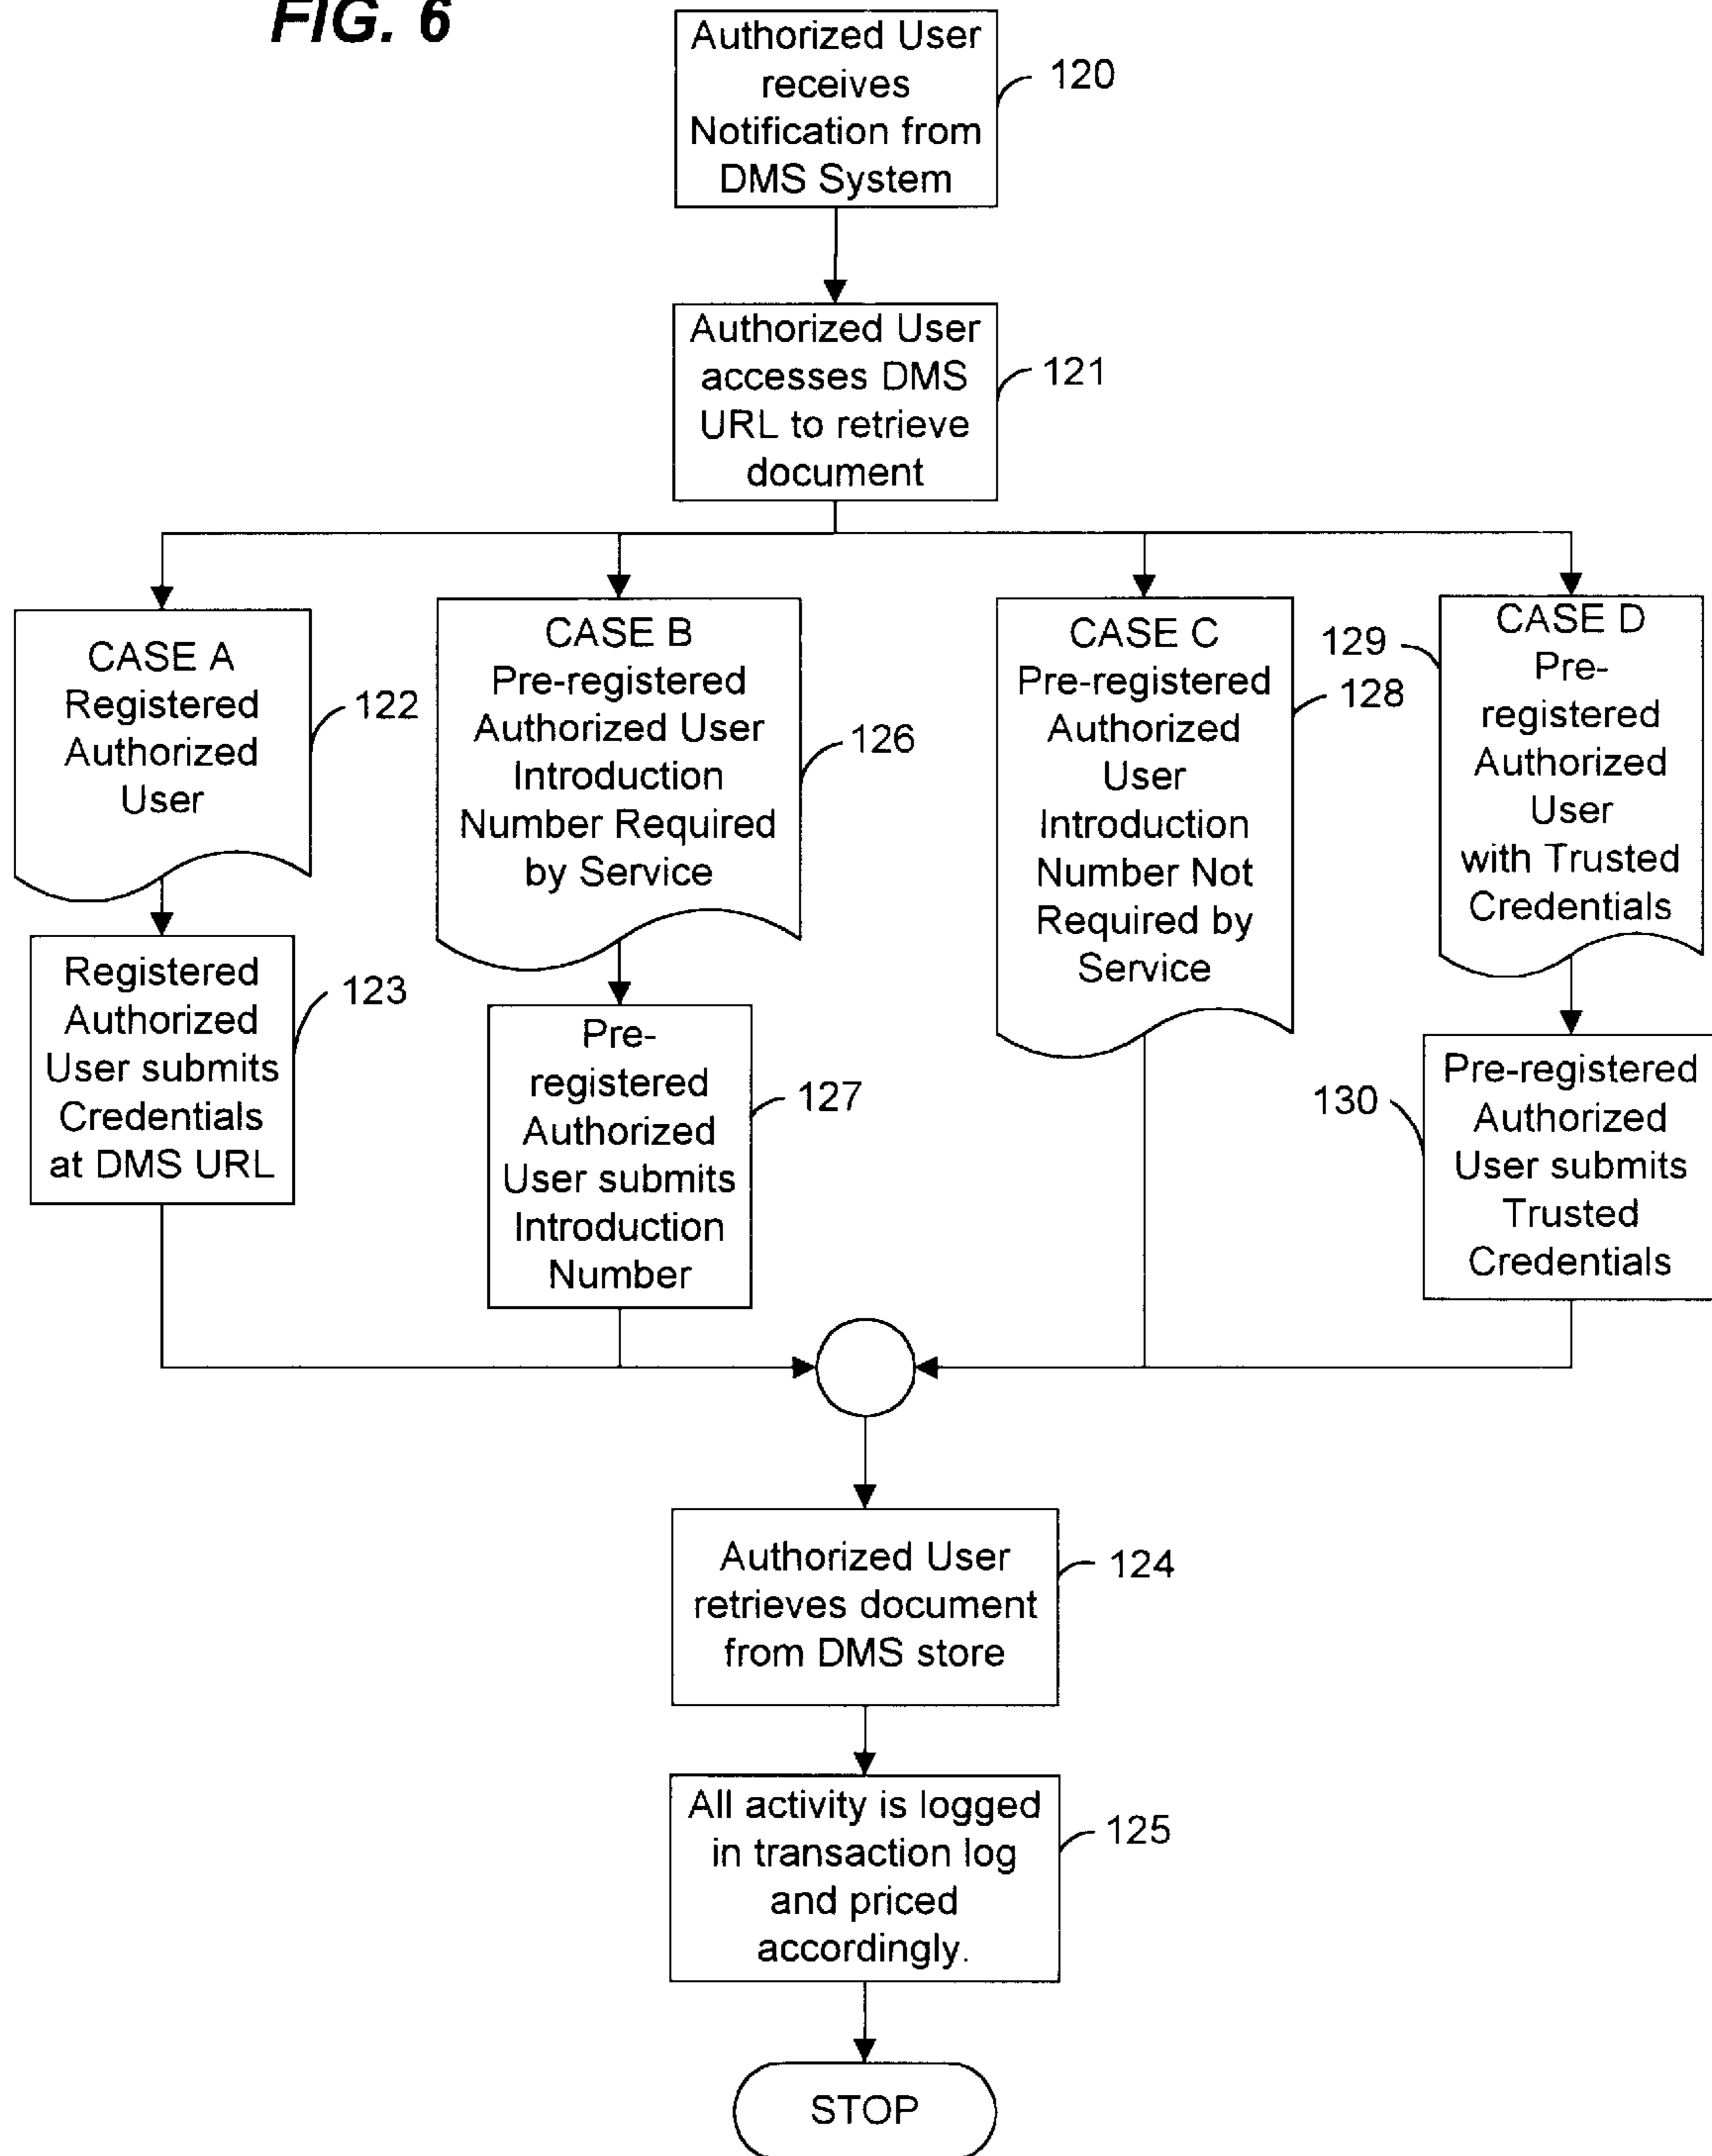 FIG. 6
Authorized User
receives
Notification from
DMS System
120
Authorized User
accesses DMS
URL to retrieve
document
121
CASE A
Registered
Authorized
User
122
CASE B
Pre-registered
Authorized User
Introduction
Number Required
by Service
126
CASE C
Pre-registered
Authorized
User
Introduction
Number Not
Required by
Service
128
129
CASE D
Pre-
registered
Authorized
User
with Trusted
Credentials
Registered
Authorized
User submits
Credentials
at DMS URL
123
Pre-
registered
Authorized
User submits
Introduction
Number
127
130
Pre-registered
Authorized
User submits
Trusted
Credentials
Authorized User
retrieves document
from DMS store
124
All activity is logged
in transaction log
and priced
accordingly.
125
STOP